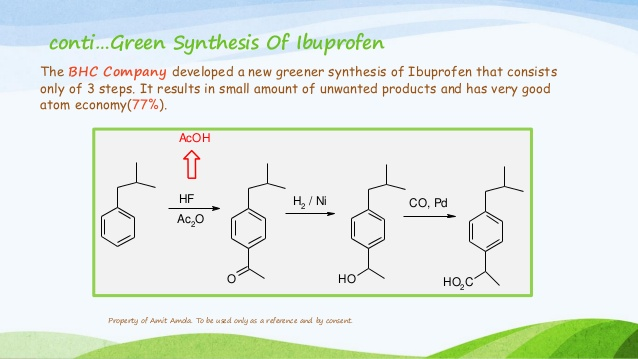 conti...Green Synthesis Of Ibuprofen
The BHC Company developed a new greener synthesis of Ibuprofen that consists
only of 3 steps. It results in small amount of unwanted products and has very good
atom economy(77%).
AcOH
HF
Ac2O
H2 / Ni
CO, Pd
O
HO
HO2C
Property of Amit Amola. To be used only as a reference and by consent.